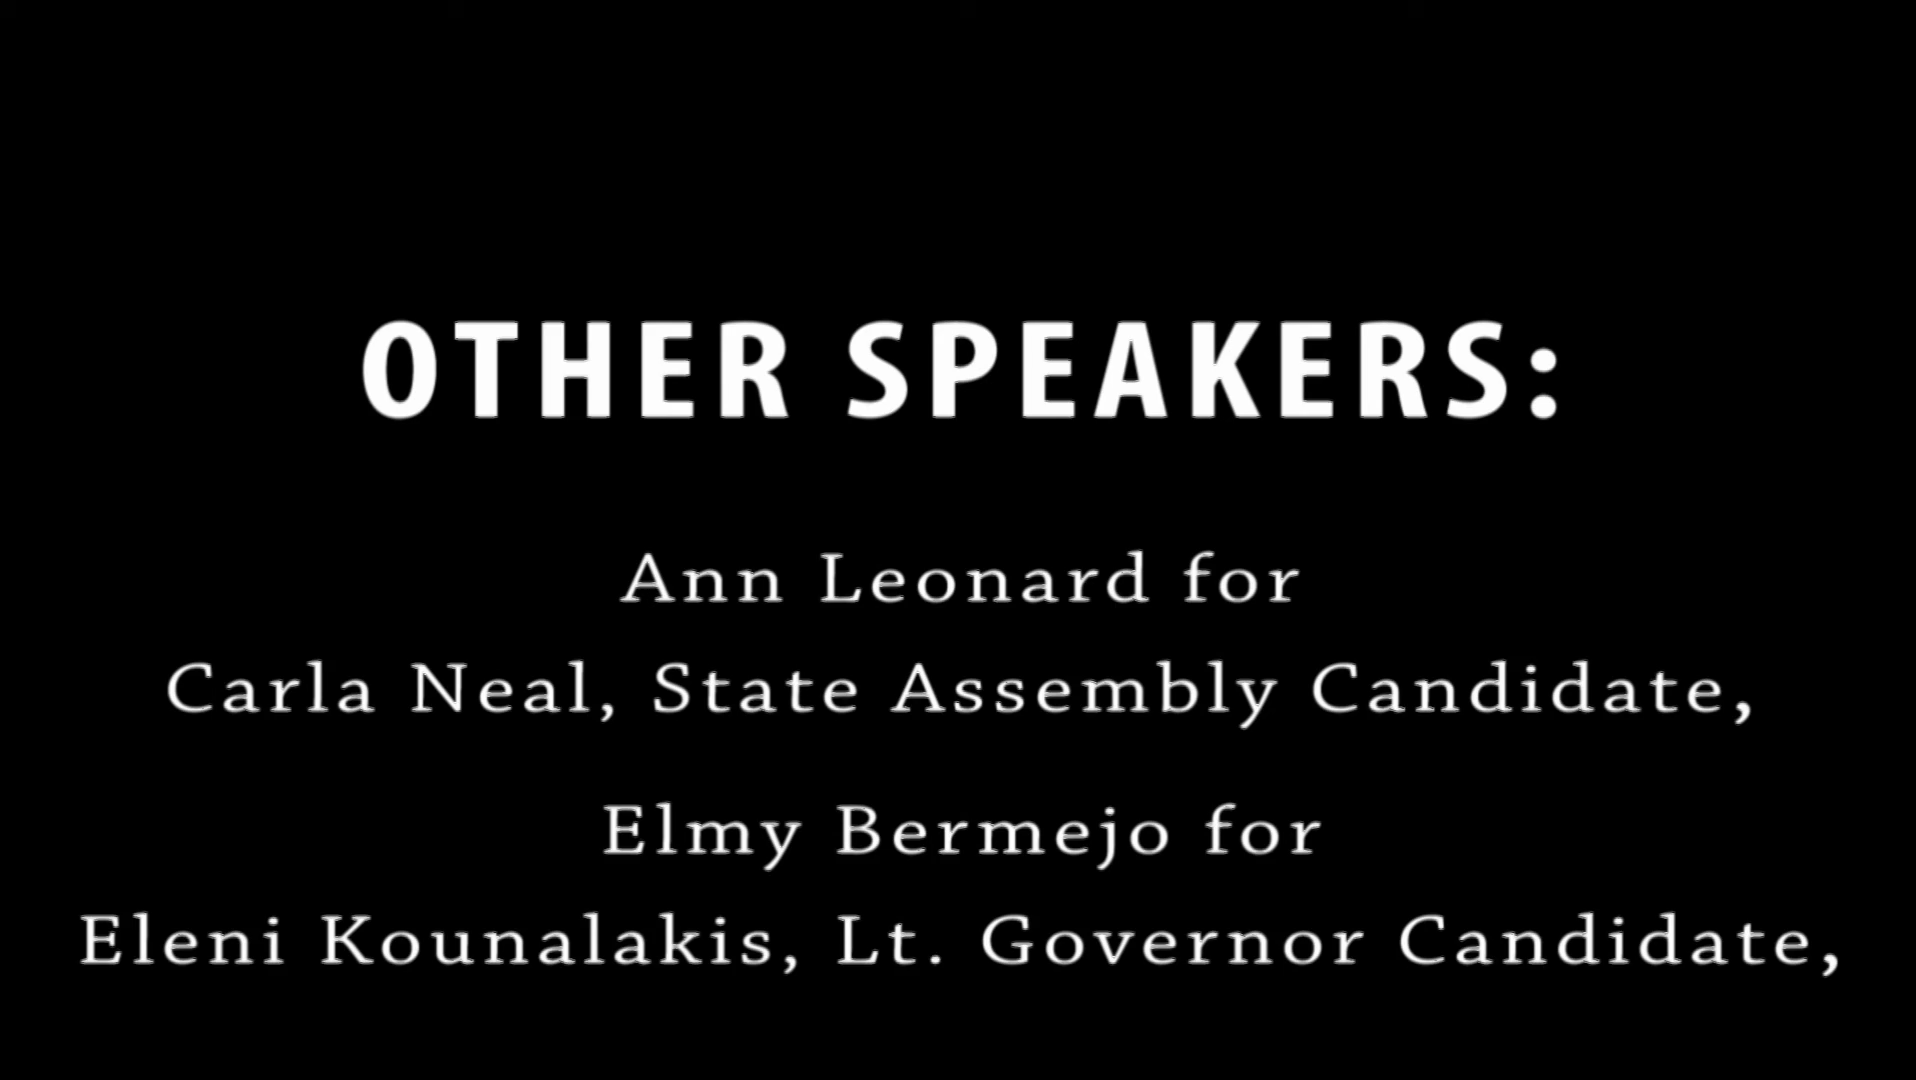 OTHER SPEAKERS:
Ann Leonard for
Carla Neal, State Assembly Candidate,
Elmy Bermejo for
Eleni Kounalakis, Lt. Governor Candidate,